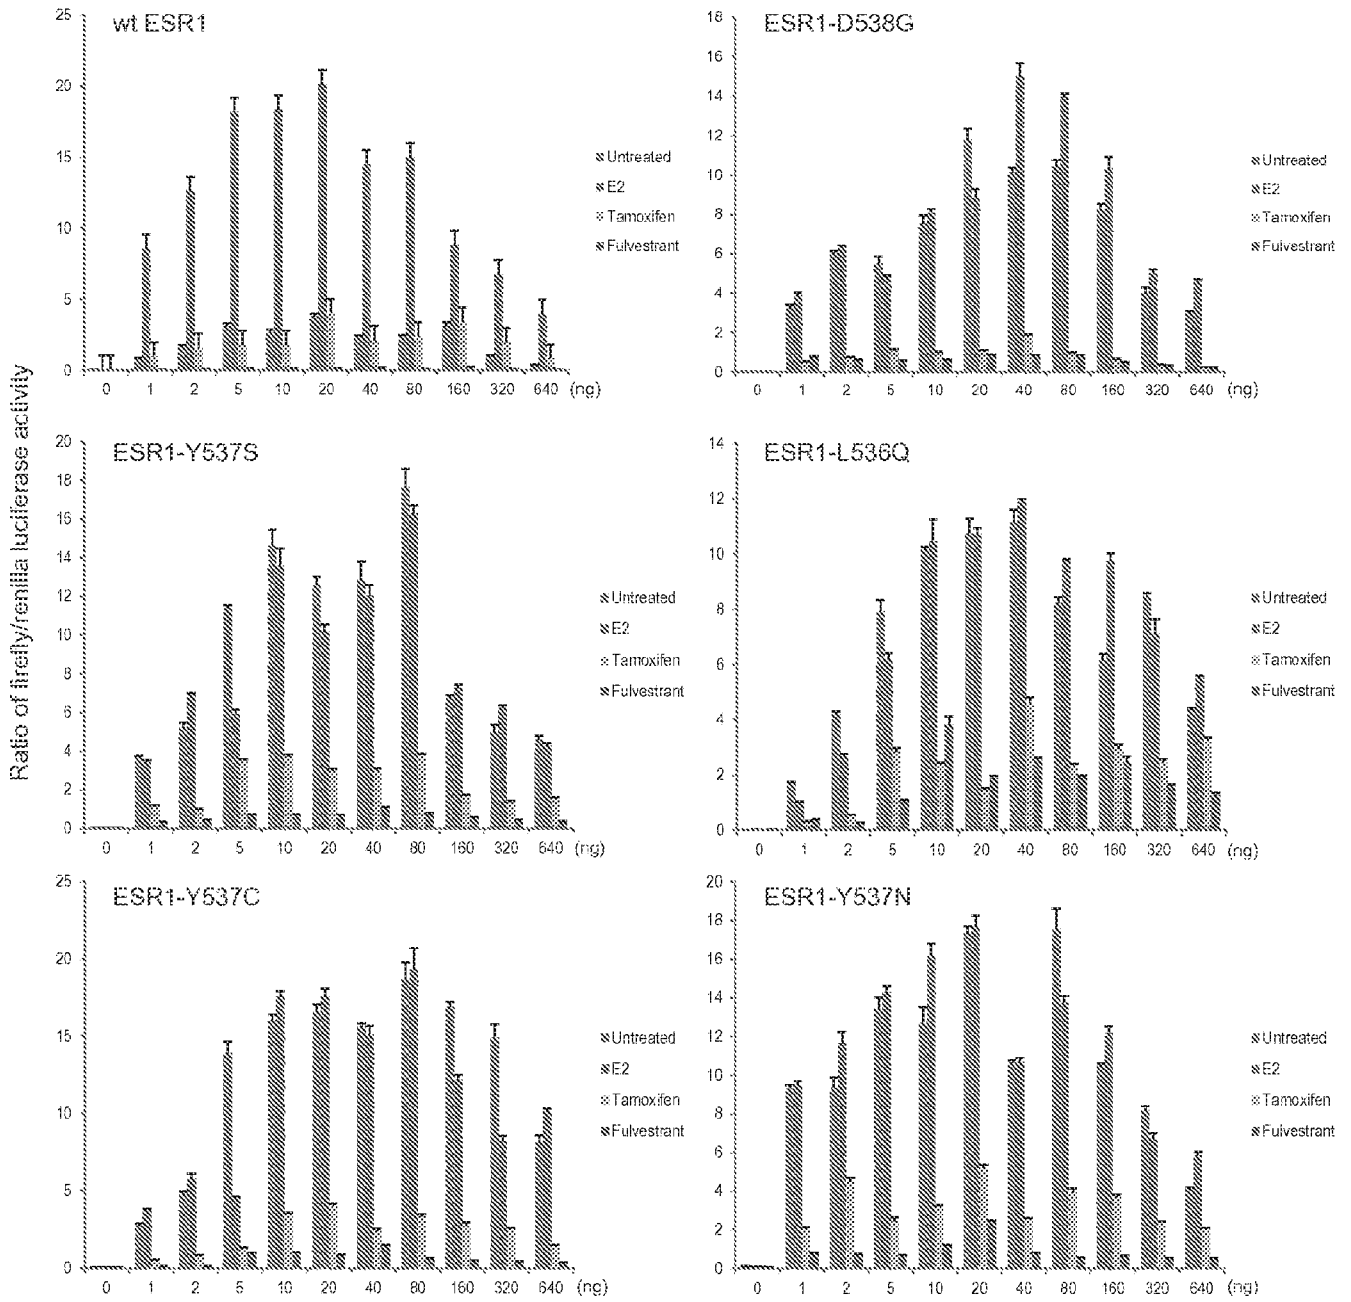 Ratio of firefly/renilla luciferase activity
wt ESR1
25
20
15
10
5
0
0 1 2 5 10 20 40 80 160 320 640 (ng)
Untreated
E2
Tamoxifen
Fulvestrant
ESR1-D538G
18
16
14
12
10
8
6
4
2
0
0 1 2 5 10 20 40 80 160 320 640 (ng)
Untreated
E2
Tamoxifen
Fulvestrant
ESR1-Y537S
20
18
16
14
12
10
8
6
4
2
0
0 1 2 5 10 20 40 80 160 320 640 (ng)
Untreated
E2
Tamoxifen
Fulvestrant
ESR1-L536Q
14
12
10
8
6
4
2
0
0 1 2 5 10 20 40 80 160 320 640 (ng)
Untreated
E2
Tamoxifen
Fulvestrant
ESR1-Y537C
25
20
15
10
5
0
0 1 2 5 10 20 40 80 160 320 640 (ng)
Untreated
E2
Tamoxifen
Fulvestrant
ESR1-Y537N
20
18
16
14
12
10
8
6
4
2
0
0 1 2 5 10 20 40 80 160 320 640 (ng)
Untreated
E2
Tamoxifen
Fulvestrant